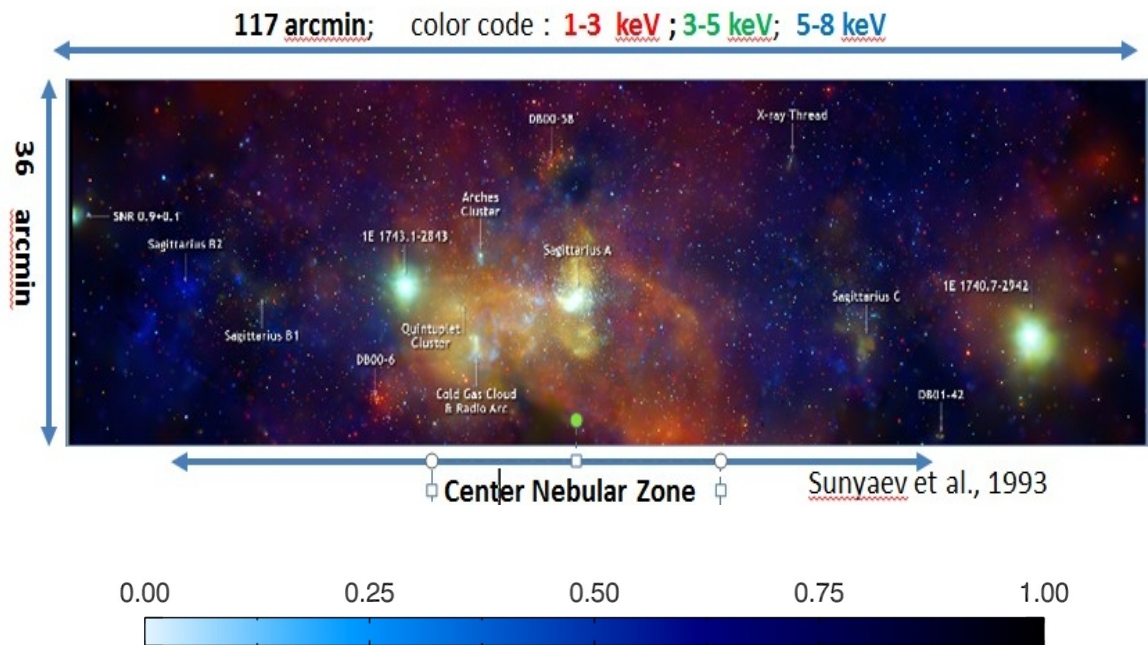 117 arcmin; color code : 1-3 keV ; 3-5 keV; 5-8 keV
36 arcmin
DB00-58
X-ray Thread
Arches
Cluster
SNR 0.9+0.1
1E 1743.1-2843
Sagittarius B2
Sagittarius A
1E 1740.7-2942
Sagittarius C
Sagittarius B1
Quintuplet
Cluster
DB00-6
Cold Gas Cloud
& Radio Arc
DB01-42
Center Nebular Zone
Sunyaev et al., 1993
0.00 0.25 0.50 0.75 1.00